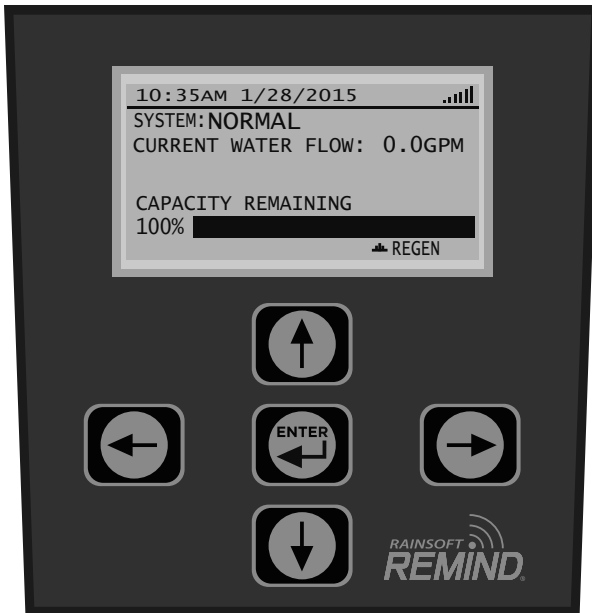 10:35AM 1/28/2015
SYSTEM:NORMAL
CURRENT WATER FLOW: 0.0GPM
CAPACITY REMAINING
100%
REGEN
ENTER
RAINSOFT
REMIND®